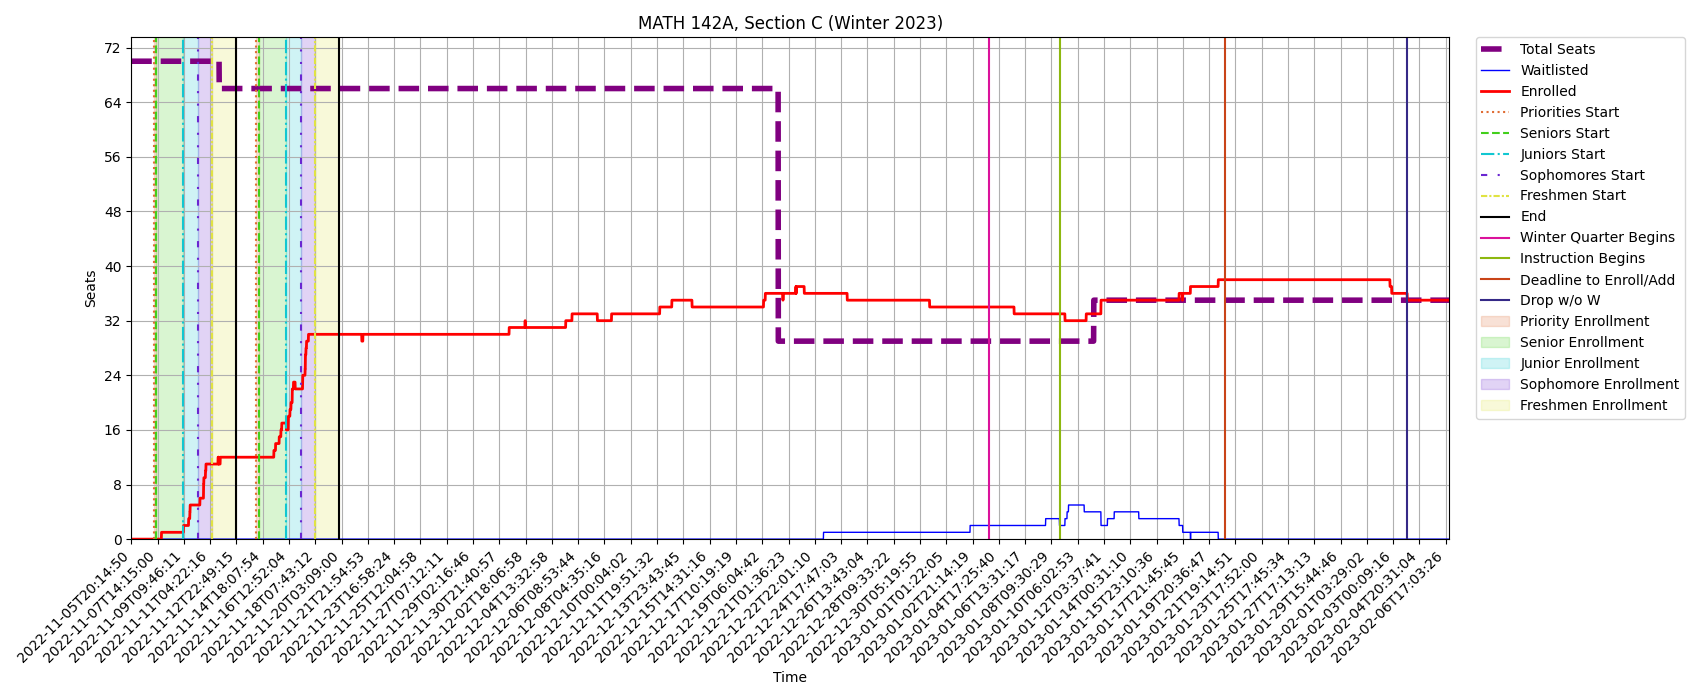 MATH 142A, Section C (Winter 2023)
72
64
56
48
40
32
24
16
8
0
Seats
2022-11-05T20:14:50
2022-11-07T14:15:00
2022-11-09T09:46:11
2022-11-11T04:22:16
2022-11-12T22:49:15
2022-11-14T18:07:54
2022-11-16T12:52:04
2022-11-18T07:43:12
2022-11-20T03:09:00
2022-11-21T21:54:53
2022-11-23T16:58:24
2022-11-25T12:04:58
2022-11-27T07:12:11
2022-11-29T02:16:46
2022-11-30T21:40:57
2022-12-02T18:06:58
2022-12-04T13:32:58
2022-12-06T08:53:44
2022-12-08T04:35:16
2022-12-10T00:04:02
2022-12-11T19:51:32
2022-12-13T23:43:45
2022-12-15T14:31:16
2022-12-17T10:19:19
2022-12-19T06:04:42
2022-12-21T01:36:23
2022-12-22T22:01:10
2022-12-24T17:47:03
2022-12-26T13:43:04
2022-12-28T09:33:22
2022-12-30T05:19:55
2023-01-01T01:22:05
2023-01-02T21:14:19
2023-01-04T17:25:40
2023-01-06T13:31:17
2023-01-08T09:30:29
2023-01-10T06:02:53
2023-01-12T03:37:41
2023-01-14T00:31:10
2023-01-15T23:10:36
2023-01-17T21:45:45
2023-01-19T20:36:47
2023-01-21T19:14:51
2023-01-23T17:52:00
2023-01-25T17:45:34
2023-01-27T17:13:13
2023-01-29T15:44:46
2023-02-01T03:29:02
2023-02-03T00:09:16
2023-02-04T20:31:04
2023-02-06T17:03:26
Time
Total Seats
Waitlisted
Enrolled
Priorities Start
Seniors Start
Juniors Start
Sophomores Start
Freshmen Start
End
Winter Quarter Begins
Instruction Begins
Deadline to Enroll/Add
Drop w/o W
Priority Enrollment
Senior Enrollment
Junior Enrollment
Sophomore Enrollment
Freshmen Enrollment